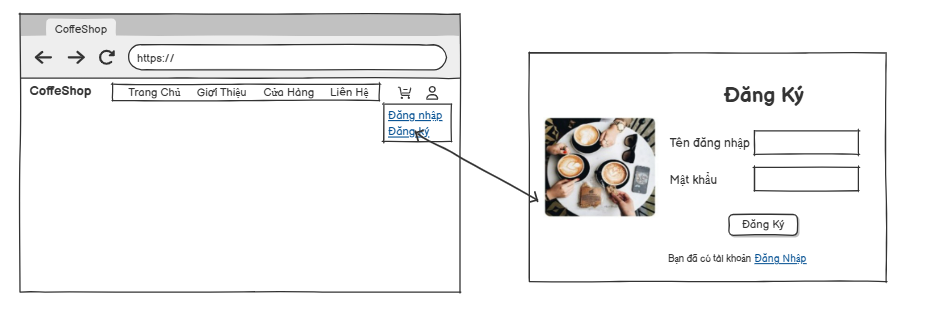 CoffeShop
https://
CoffeShop
Trang Chủ Giới Thiệu Cửa Hàng Liên Hệ
Đăng nhập
Đăng ký
Đăng Ký
Tên đăng nhập
Mật khẩu
Đăng Ký
Bạn đã có tài khoản Đăng Nhập